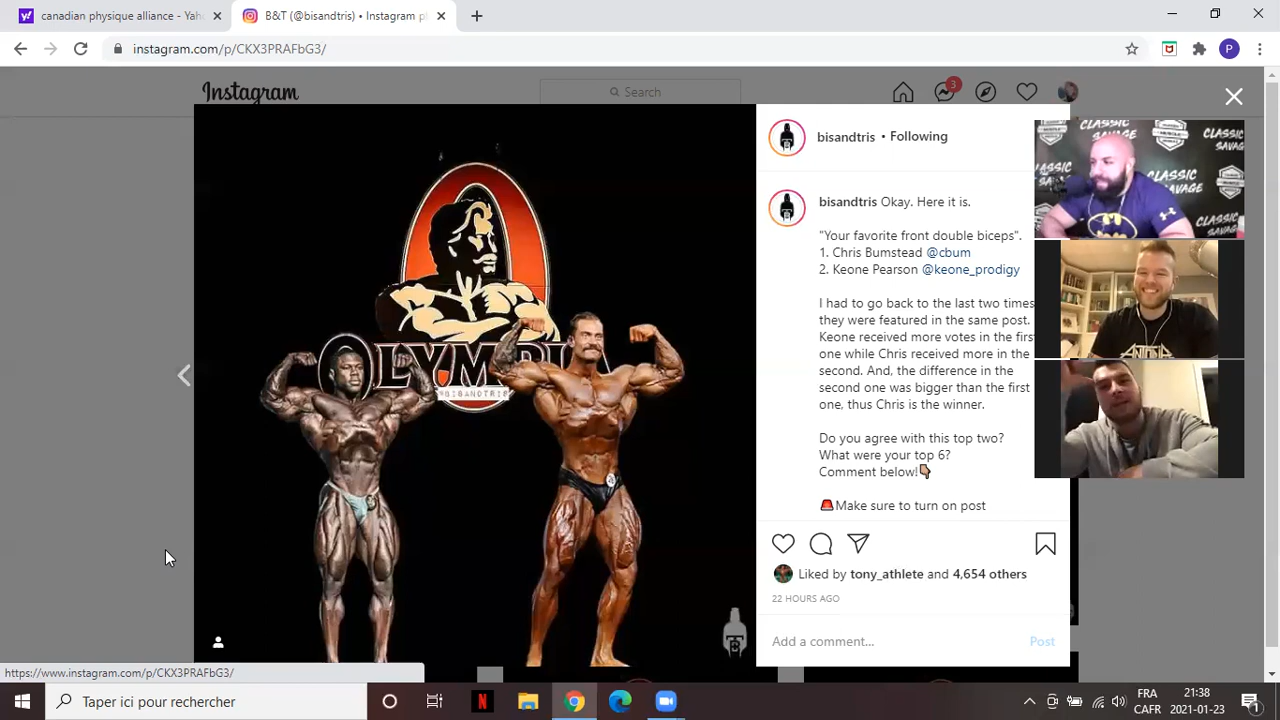 canadian physique alliance - Yah
B&T (@bisandtris) • Instagram p
instagram.com/p/CKX3PRAFbG3/
P
Instagram
Search
3
bisandtris • Following
bisandtris Okay. Here it is.
"Your favorite front double biceps".
1. Chris Bumstead @cbum
2. Keone Pearson @keone_prodigy
I had to go back to the last two times
they were featured in the same post.
Keone received more votes in the first
one while Chris received more in the
second. And, the difference in the
second one was bigger than the first
one, thus Chris is the winner.
Do you agree with this top two?
What were your top 6?
Comment below!👇🏽
🚨Make sure to turn on post
Liked by tony_athlete and 4,654 others
22 HOURS AGO
Add a comment...
Post
OLYMPIA
@BISANDTRIS
CLASSIC
SAVAGE
CLASSIC
SAVAGE
https://www.instagram.com/p/CKX3PRAFbG3/
Taper ici pour rechercher
FRA
CAFR
21:38
2021-01-23
1